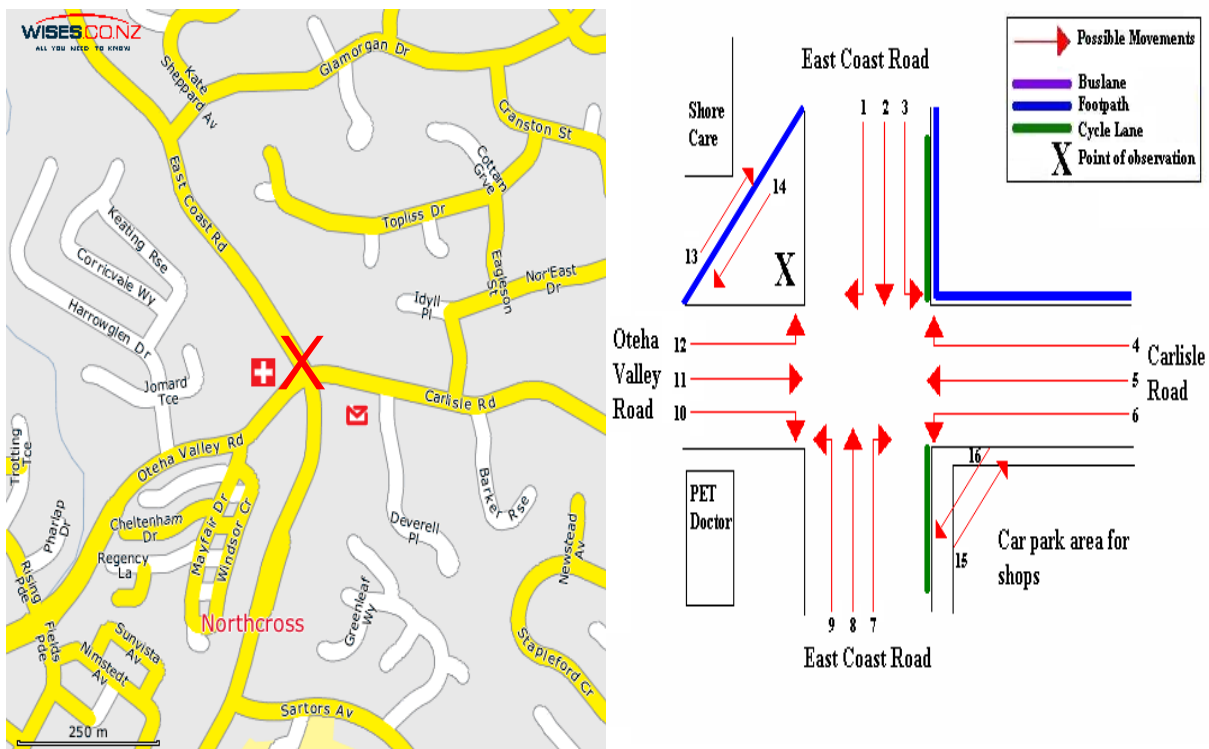 WISES.CO.NZ
ALL YOU NEED TO KNOW
Kate
Sheppard Av
Glamorgan Dr
Cranston St
East Coast Rd
Cottam
Grve
Topliss Dr
Eagleson
St
Nor'East
Dr
Idyll
Pl
Keating Rse
Corricvale Wy
Harrowglen Dr
Jomard
Tce
Carlisle Rd
Oteha Valley Rd
Trotting
Tce
Pharlap
Dr
Cheltenham
Dr
Mayfair Dr
Windsor Cr
Regency
La
Rising
Pde
Deverell
Pl
Barker Rse
Newstead
Av
Greenleaf
Wy
Northcross
Fields
Pde
Sunvista
Av
Nimstedt
Av
Stapleford Cr
Sartors Av
250 m
East Coast Road
Possible Movements
Buslane
Footpath
Cycle Lane
X Point of observation
Shore
Care
1 2 3
14
13
X
Oteha
Valley
Road
12
11
10
4
5
6
Carlisle
Road
PET
Doctor
16
15
Car park area for
shops
9 8 7
East Coast Road